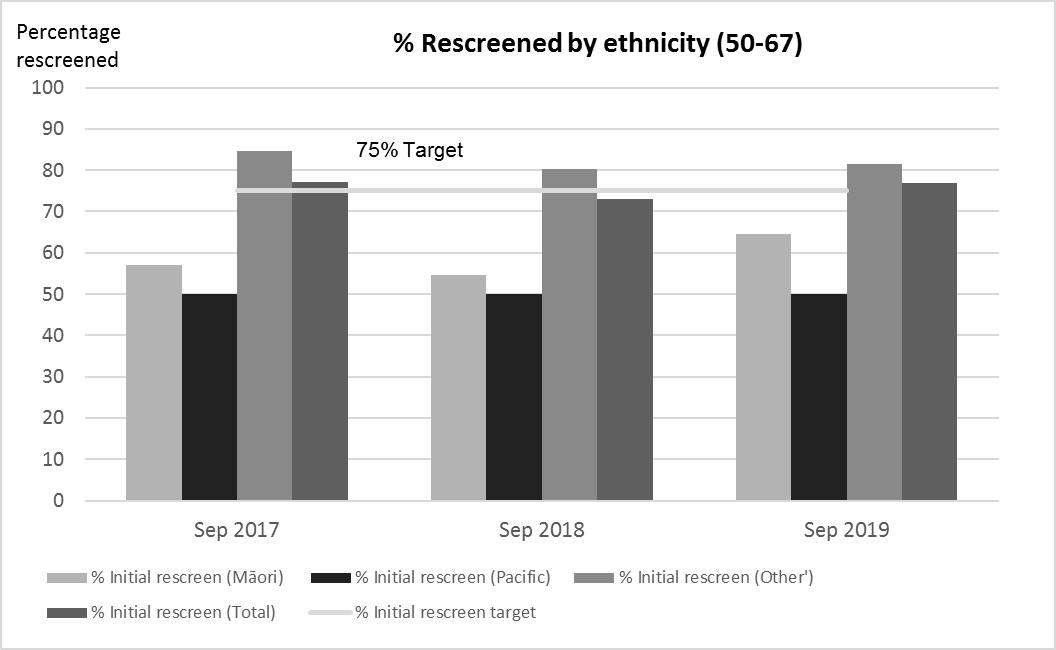 Percentage
rescreened
% Rescreened by ethnicity (50-67)
100
90
75% Target
80
70
60
50
40
30
20
10
0
Sep 2017 Sep 2018 Sep 2019
% Initial rescreen (Māori) % Initial rescreen (Pacific) % Initial rescreen (Other')
% Initial rescreen (Total) % Initial rescreen target